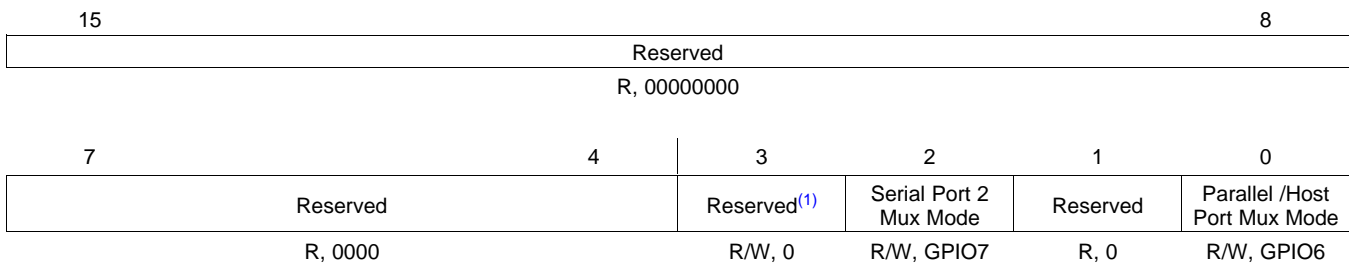 15 8
Reserved
R, 00000000
7 4 3 2 1 0
Reserved Reserved(1) Serial Port 2 Mux Mode Reserved Parallel /Host Port Mux Mode
R, 0000 R/W, 0 R/W, GPIO7 R, 0 R/W, GPIO6